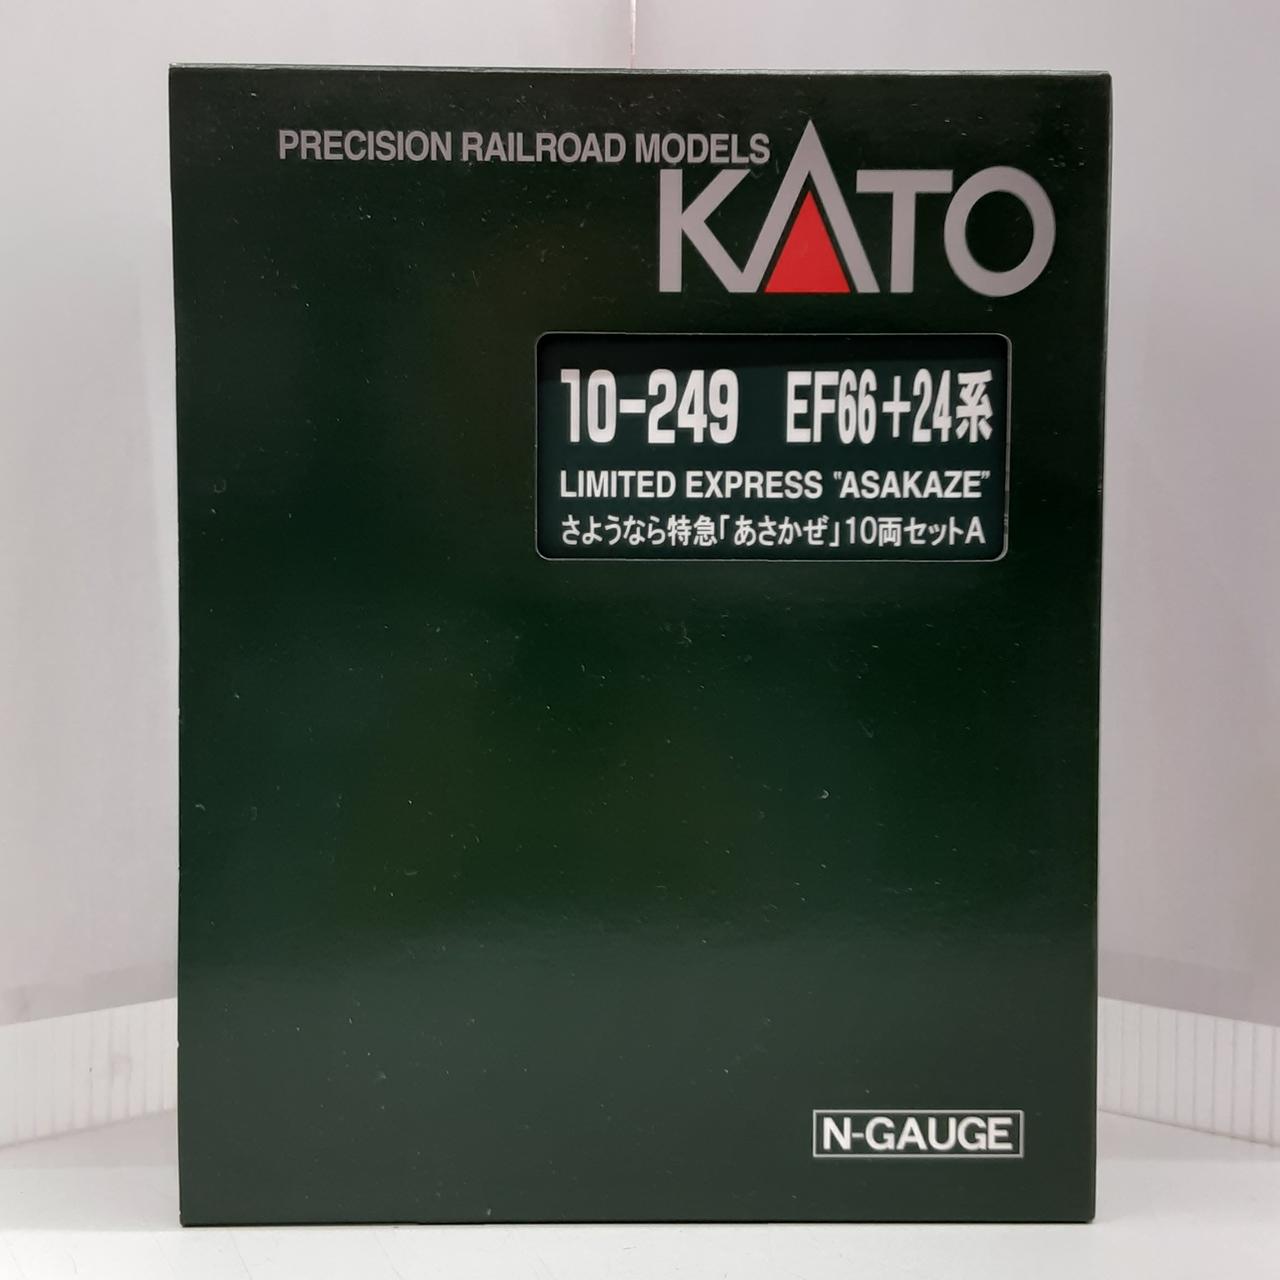 PRECISION RAILROAD MODELS
KATO
10-249 EF66+24系
LIMITED EXPRESS "ASAKAZE"
さようなら特急「あさかぜ」10両セットA
N-GAUGE